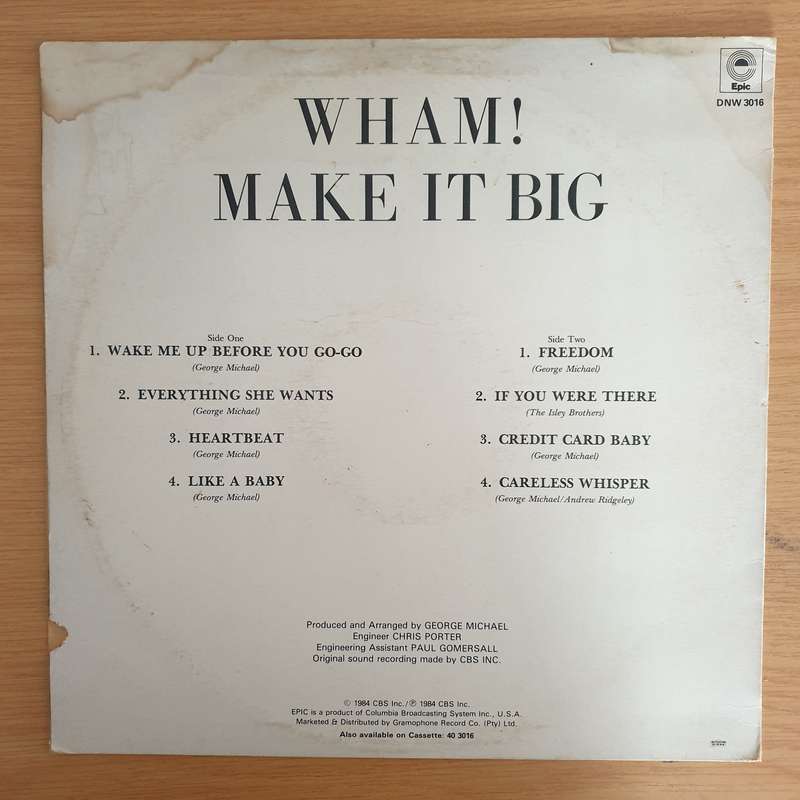 Epic
DNW 3016
WHAM!
MAKE IT BIG
Side One
1. WAKE ME UP BEFORE YOU GO-GO
(George Michael)
2. EVERYTHING SHE WANTS
(George Michael)
3. HEARTBEAT
(George Michael)
4. LIKE A BABY
(George Michael)
Side Two
1. FREEDOM
(George Michael)
2. IF YOU WERE THERE
(The Isley Brothers)
3. CREDIT CARD BABY
(George Michael)
4. CARELESS WHISPER
(George Michael/Andrew Ridgeley)
Produced and Arranged by GEORGE MICHAEL
Engineer CHRIS PORTER
Engineering Assistant PAUL GOMERSALL
Original sound recording made by CBS INC.
© 1984 CBS Inc./℗ 1984 CBS Inc.
EPIC is a product of Columbia Broadcasting System Inc., U.S.A.
Marketed & Distributed by Gramophone Record Co. (Pty) Ltd.
Also available on Cassette: 40 3016